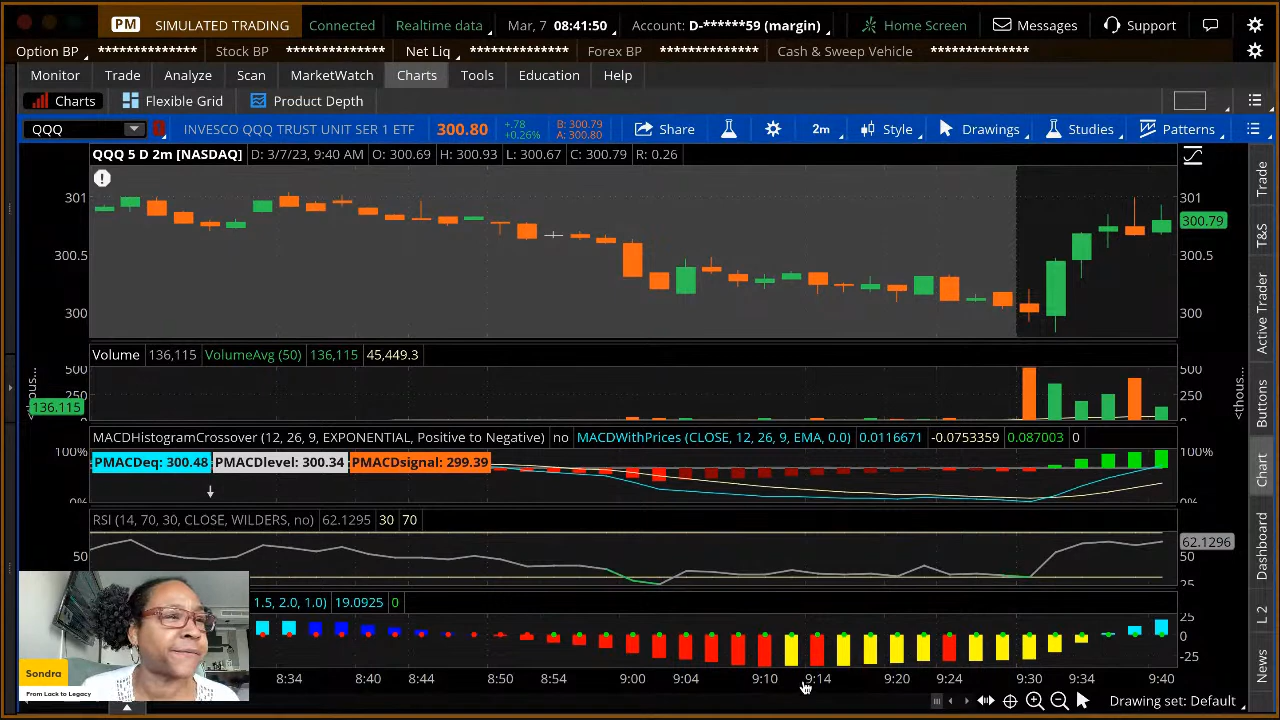 PM SIMULATED TRADING Connected Realtime data Mar, 7 08:41:50 Account: D-******59 (margin) Home Screen Messages Support
Option BP ************** Stock BP ************** Net Liq ************** Forex BP ************** Cash & Sweep Vehicle **************
Monitor Trade Analyze Scan MarketWatch Charts Tools Education Help
Charts Flexible Grid Product Depth
QQQ INVESCO QQQ TRUST UNIT SER 1 ETF 300.80 +.78 +0.26% B: 300.79 A: 300.80 Share 2m Style Drawings Studies Patterns
QQQ 5 D 2m [NASDAQ] D: 3/7/23, 9:40 AM O: 300.69 H: 300.93 L: 300.67 C: 300.79 R: 0.26
301 301
300.79
300.5 300.5
300 300
Volume 136,115 VolumeAvg (50) 136,115 45,449.3
500 500
250 250
136.115
0
<thous... <thous...
MACDHistogramCrossover (12, 26, 9, EXPONENTIAL, Positive to Negative) no MACDWithPrices (CLOSE, 12, 26, 9, EMA, 0.0) 0.0116671 -0.0753359 0.087003 0
100% 100%
PMACDeq: 300.48 PMACDlevel: 300.34 PMACDsignal: 299.39
0% 0%
RSI (14, 70, 30, CLOSE, WILDERS, no) 62.1295 30 70
62.1296
50 50
25
1.5, 2.0, 1.0) 19.0925 0
25
0
-25
8:34 8:40 8:44 8:50 8:54 9:00 9:04 9:10 9:14 9:20 9:24 9:30 9:34 9:40
Drawing set: Default
Sondra
From Lack to Legacy
Trade
T&S
Active Trader
Buttons
Chart
Dashboard
L 2
News